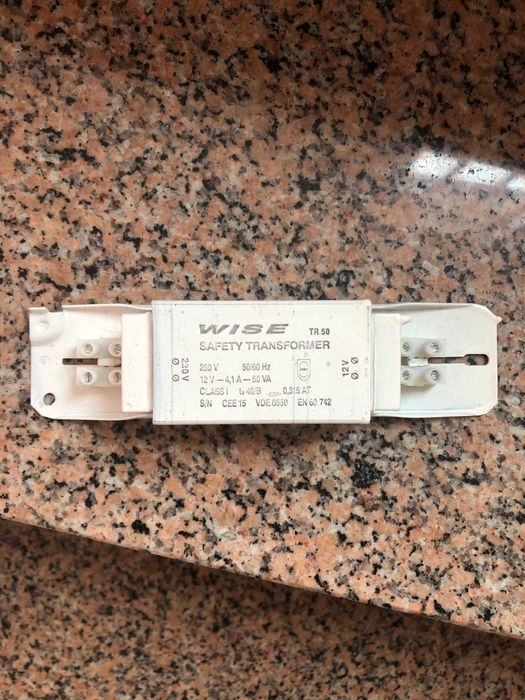 WISE TR 50
SAFETY TRANSFORMER
230 V 50/60 Hz
12 V — 4,1 A — 50 VA
CLASS I ta 40/B 0,315 AT
S/N CEE 15 VDE 0550 EN 60 742
230 V
12 V